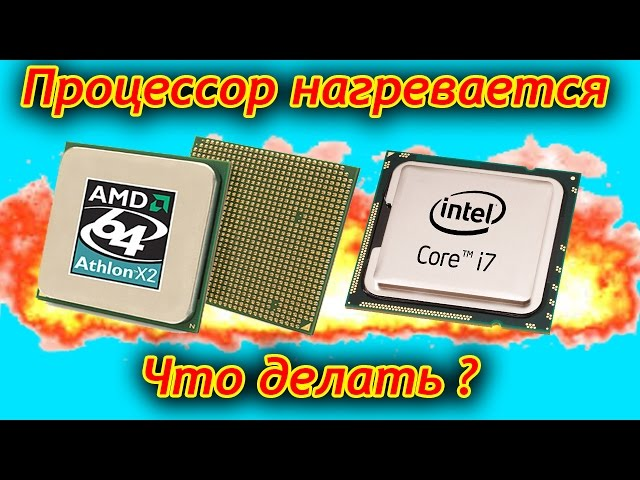 Процессор нагревается
AMD
64
Athlon X2
intel
Core™ i7
Что делать ?